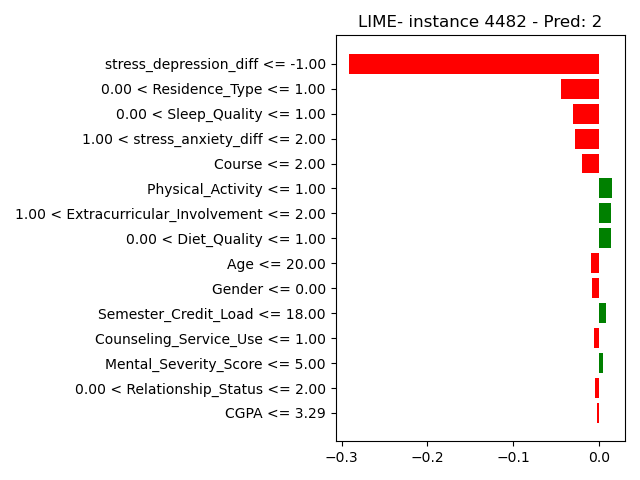 LIME- instance 4482 - Pred: 2
stress_depression_diff <= -1.00
0.00 < Residence_Type <= 1.00
0.00 < Sleep_Quality <= 1.00
1.00 < stress_anxiety_diff <= 2.00
Course <= 2.00
Physical_Activity <= 1.00
1.00 < Extracurricular_Involvement <= 2.00
0.00 < Diet_Quality <= 1.00
Age <= 20.00
Gender <= 0.00
Semester_Credit_Load <= 18.00
Counseling_Service_Use <= 1.00
Mental_Severity_Score <= 5.00
0.00 < Relationship_Status <= 2.00
CGPA <= 3.29
−0.3 −0.2 −0.1 0.0